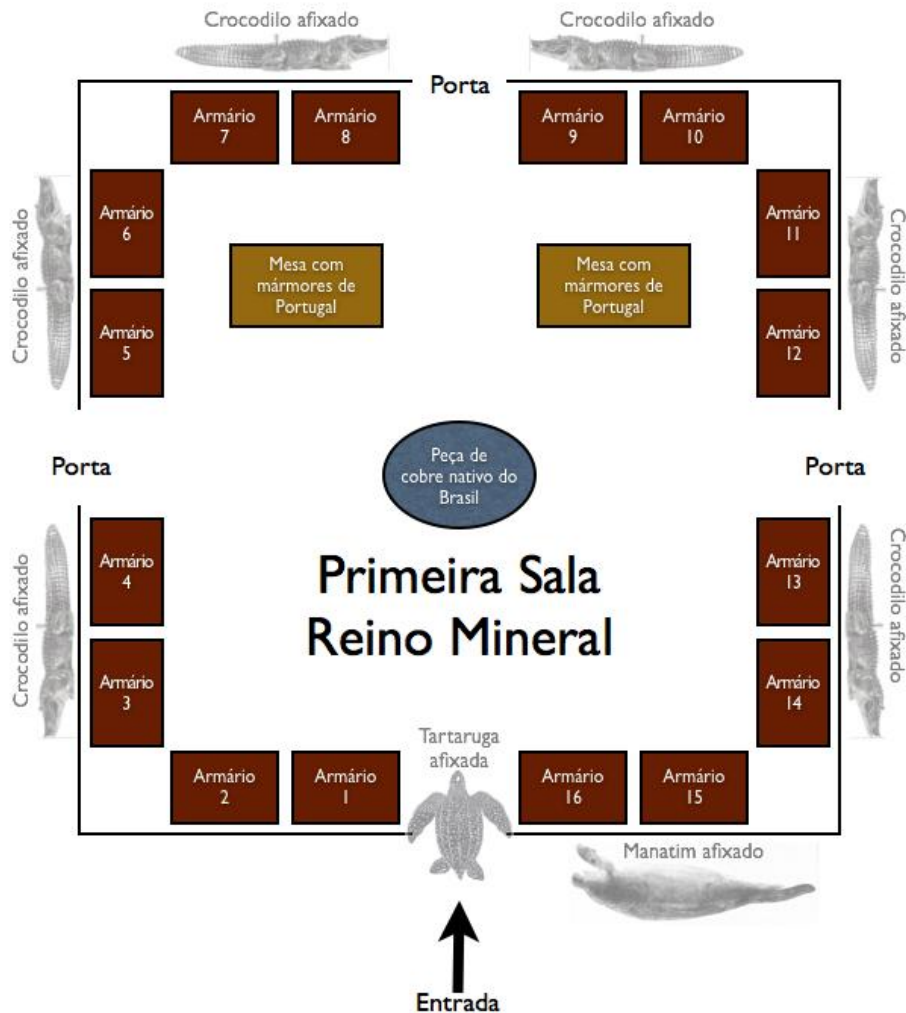 Crocodilo afixado
Crocodilo afixado
Porta
Armário
7
Armário
8
Armário
9
Armário
10
Crocodilo afixado
Armário
6
Armário
11
Crocodilo afixado
Mesa com
mármores de
Portugal
Mesa com
mármores de
Portugal
Armário
5
Armário
12
Porta
Peça de
cobre nativo do
Brasil
Porta
Crocodilo afixado
Armário
4
Primeira Sala
Reino Mineral
Armário
13
Crocodilo afixado
Armário
3
Armário
14
Tartaruga
afixada
Armário
2
Armário
1
Armário
16
Armário
15
Manatim afixado
Entrada